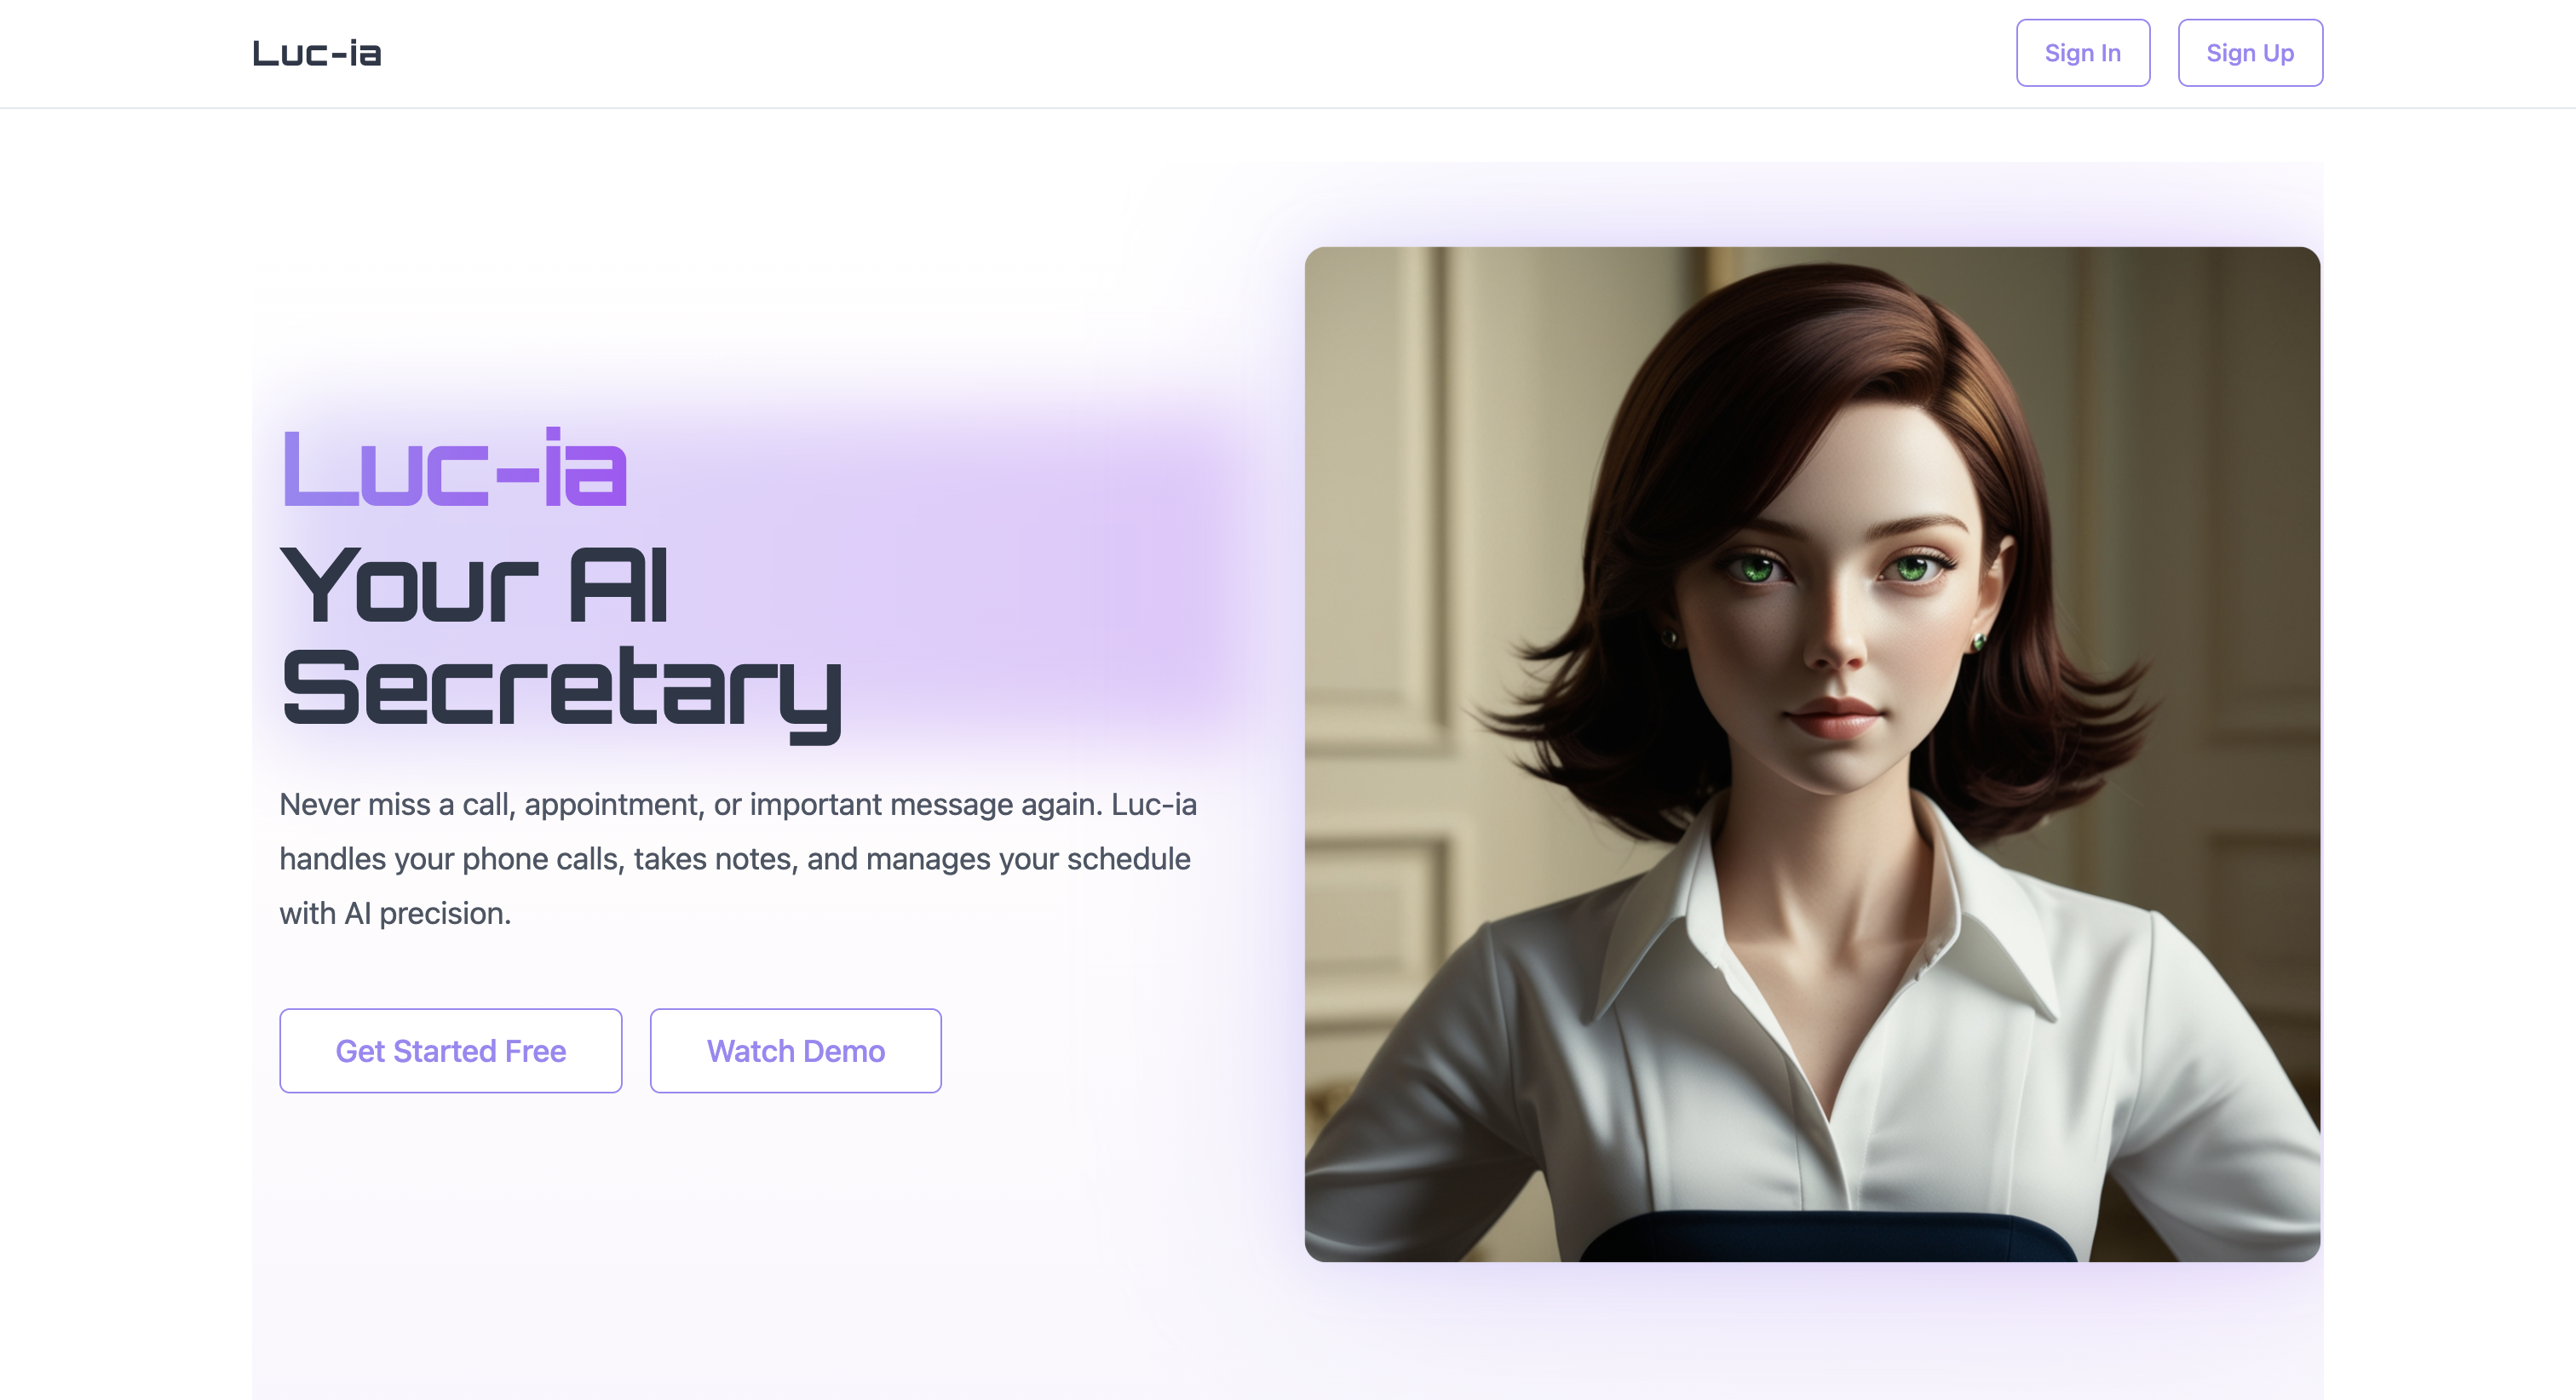 Luc-ia
Sign In
Sign Up
Luc-ia
Your AI
Secretary
Never miss a call, appointment, or important message again. Luc-ia
handles your phone calls, takes notes, and manages your schedule
with AI precision.
Get Started Free
Watch Demo